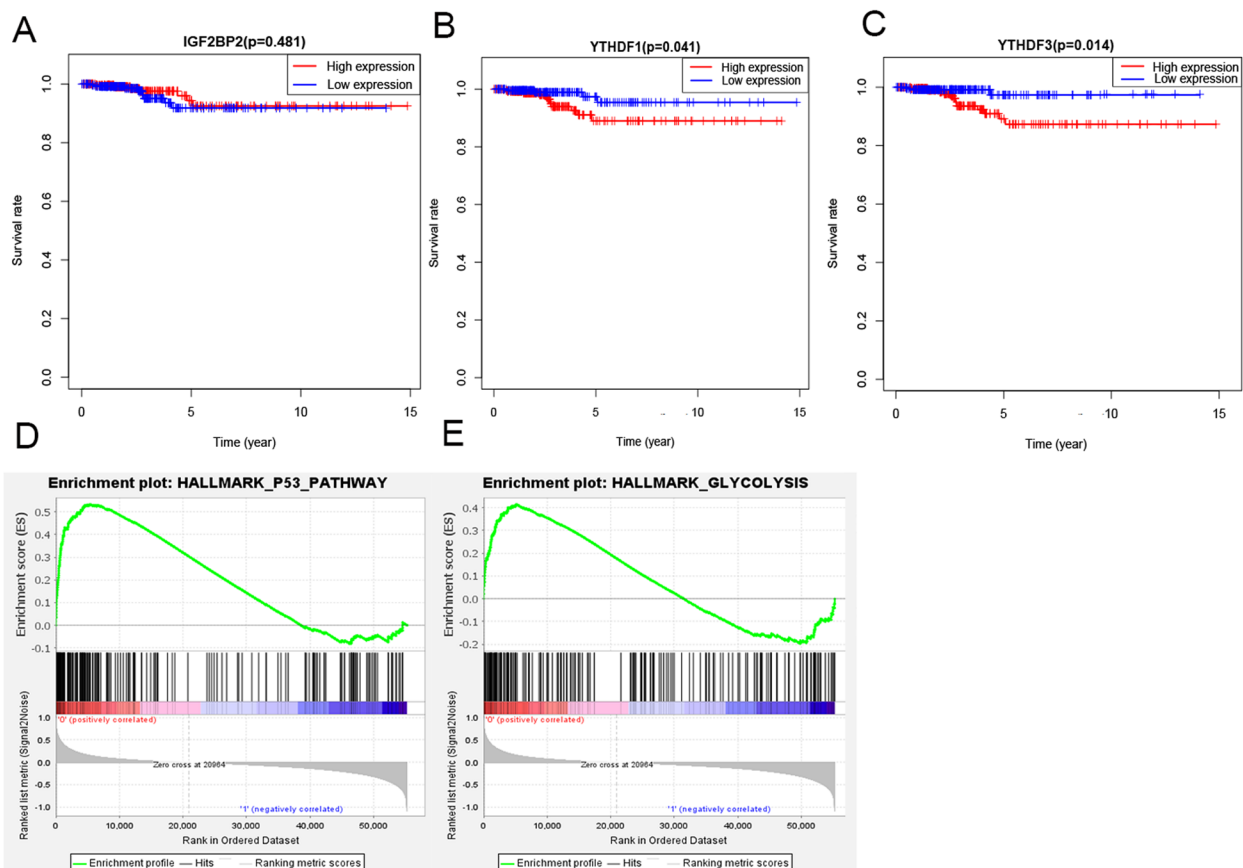 A
IGF2BP2(p=0.481)
High expression
Low expression
Survival rate
1.0
0.8
0.6
0.4
0.2
0.0
0 5 10 15
Time (year)
B
YTHDF1(p=0.041)
High expression
Low expression
Survival rate
1.0
0.8
0.6
0.4
0.2
0.0
0 5 10 15
Time (year)
C
YTHDF3(p=0.014)
High expression
Low expression
Survival rate
1.0
0.8
0.6
0.4
0.2
0.0
0 5 10 15
Time (year)
D
Enrichment plot: HALLMARK_P53_PATHWAY
Enrichment score (ES)
0.5
0.4
0.3
0.2
0.1
0.0
-0.1
Ranked list metric (Signal2Noise)
1.0
0.5
0.0
-0.5
-1.0
'0' (positively correlated)
Zero cross at 20964
'1' (negatively correlated)
0 10,000 20,000 30,000 40,000 50,000
Rank in Ordered Dataset
Enrichment profile Hits Ranking metric scores
E
Enrichment plot: HALLMARK_GLYCOLYSIS
Enrichment score (ES)
0.4
0.3
0.2
0.1
0.0
-0.1
-0.2
Ranked list metric (Signal2Noise)
1.0
0.5
0.0
-0.5
-1.0
'0' (positively correlated)
Zero cross at 20964
'1' (negatively correlated)
0 10,000 20,000 30,000 40,000 50,000
Rank in Ordered Dataset
Enrichment profile Hits Ranking metric scores